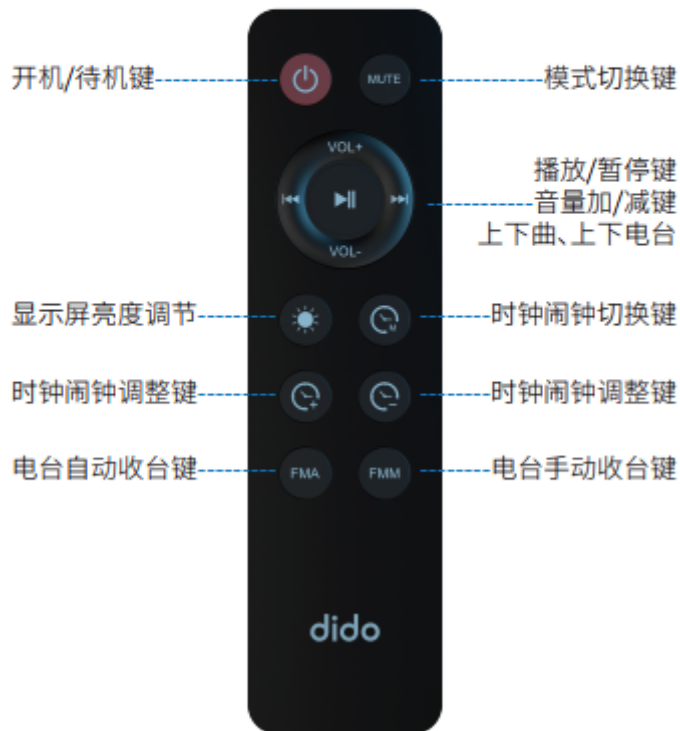 开机/待机键
MUTE
模式切换键
VOL+
播放/暂停键
音量加/减键
上下曲、上下电台
VOL-
显示屏亮度调节
M
时钟闹钟切换键
时钟闹钟调整键
时钟闹钟调整键
电台自动收台键
FMA
FMM
电台手动收台键
dido